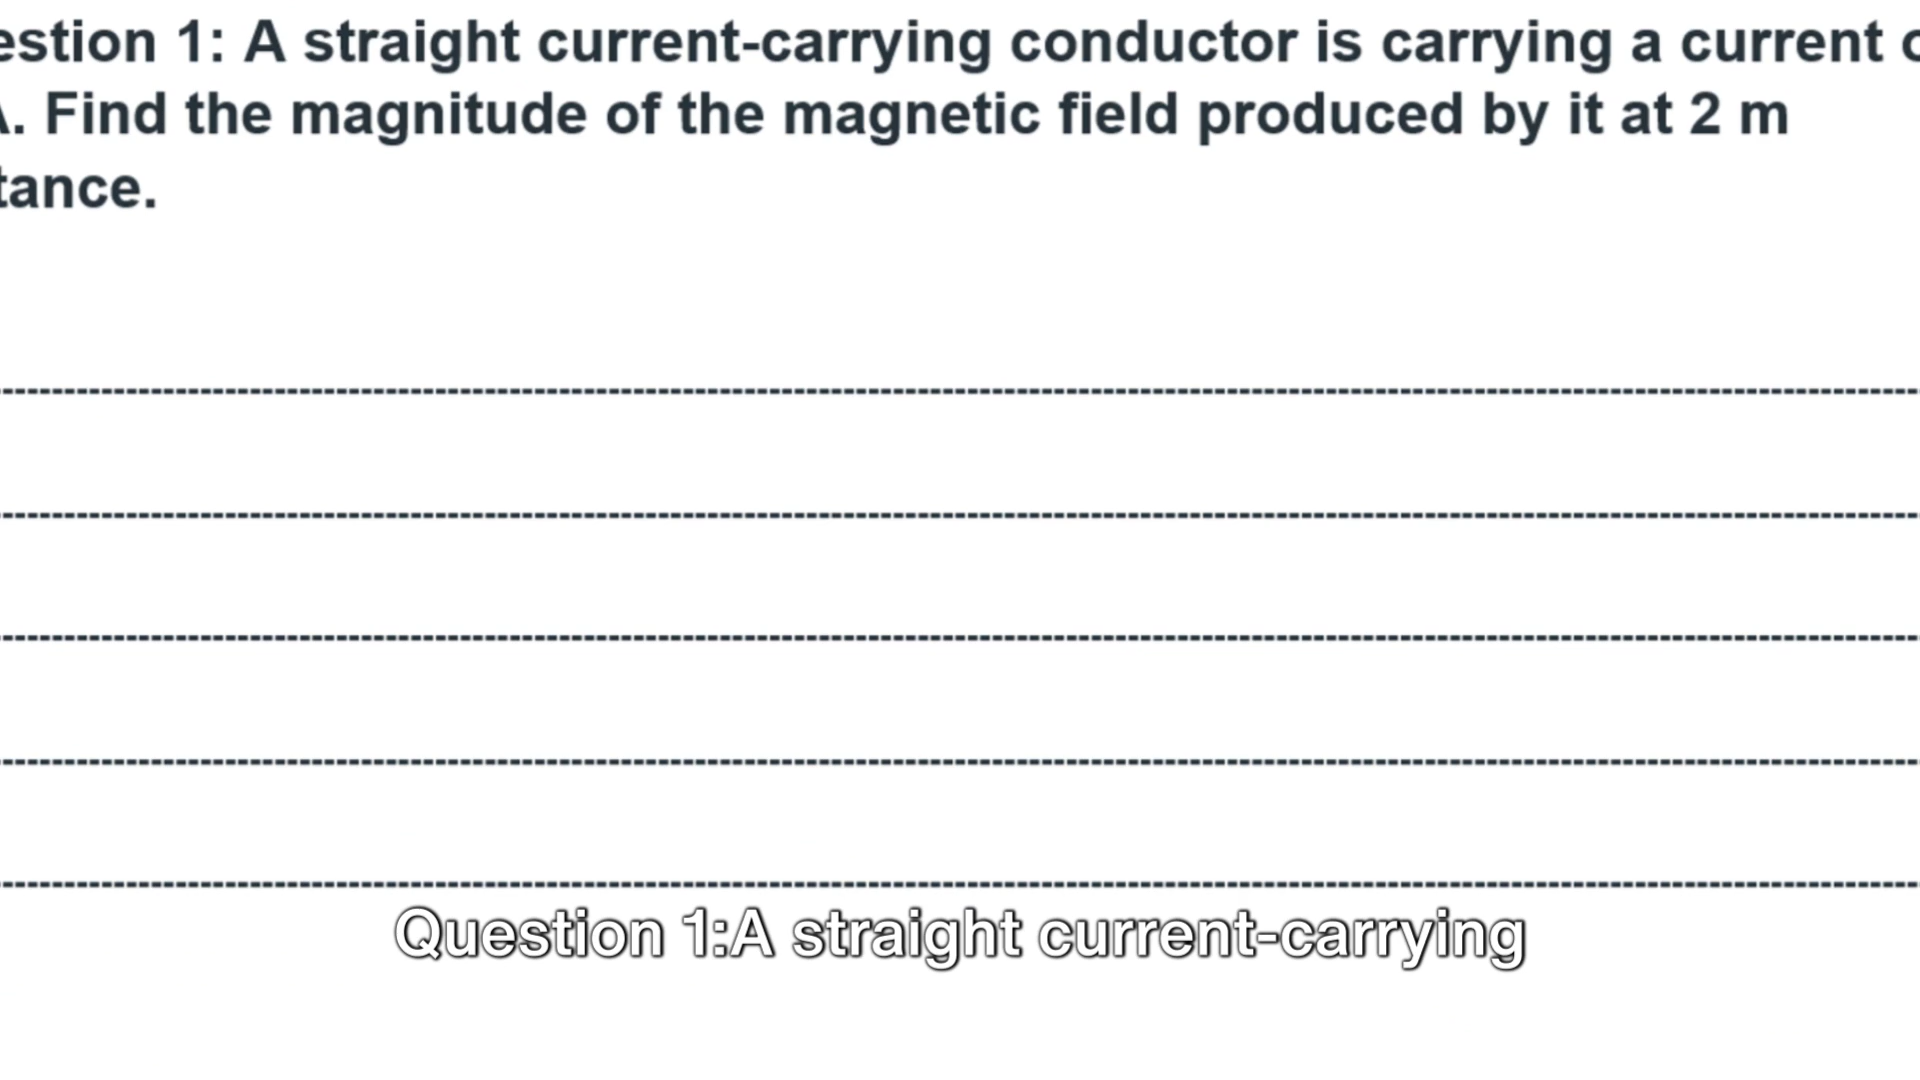 estion 1: A straight current-carrying conductor is carrying a current
A. Find the magnitude of the magnetic field produced by it at 2 m
tance.
Question 1:A straight current-carrying